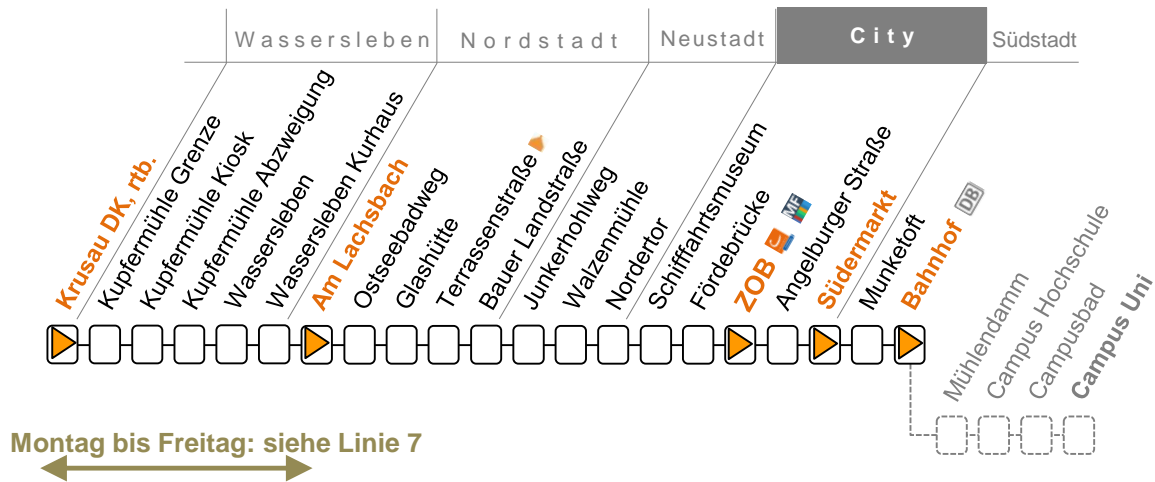 Wassersleben
Nordstadt
Neustadt
City
Südstadt
Krusau DK, rtb.
Kupfermühle Grenze
Kupfermühle Kiosk
Kupfermühle Abzweigung
Wassersleben
Wassersleben Kurhaus
Am Lachsbach
Ostseebadweg
Glashütte
Terrassenstraße
Bauer Landstraße
Junkerhohlweg
Walzenmühle
Nordertor
Schifffahrtsmuseum
Fördebrücke
ZOB
MF
Angelburger Straße
Südermarkt
Munketoft
Bahnhof
DB
Mühlendamm
Campus Hochschule
Campusbad
Campus Uni
Montag bis Freitag: siehe Linie 7